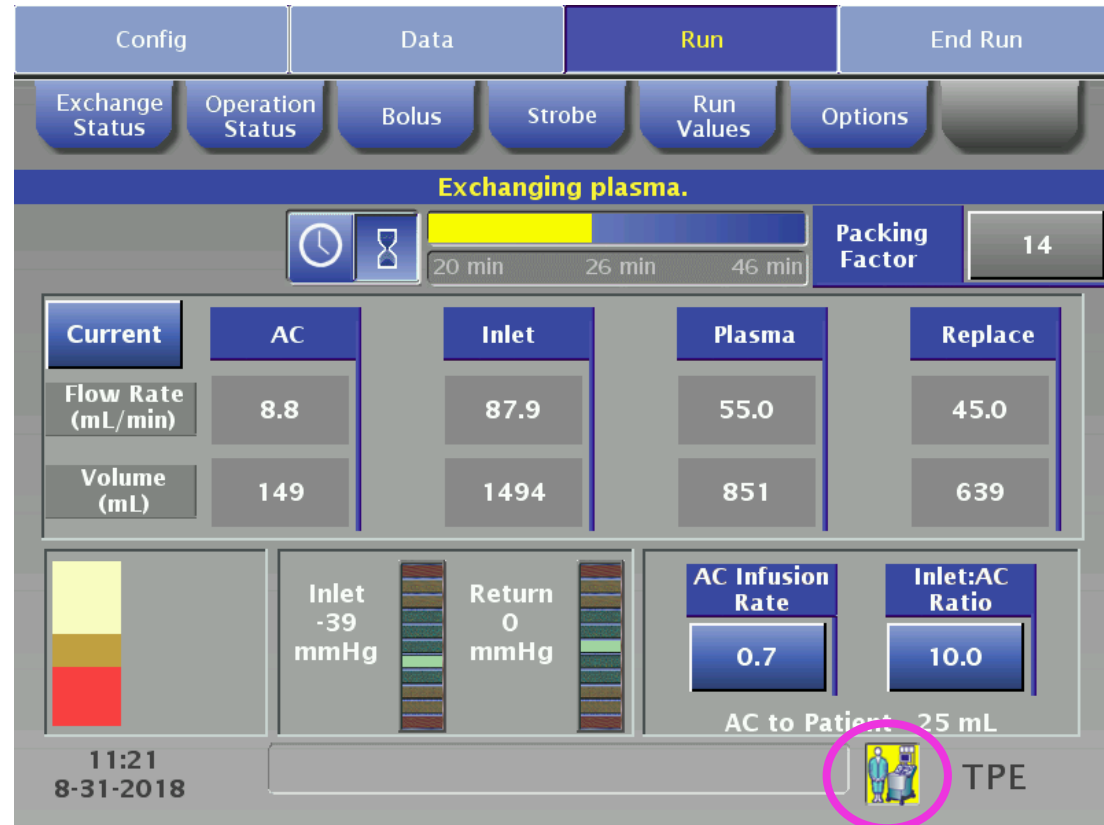 Config Data Run End Run
Exchange Status Operation Status Bolus Strobe Run Values Options
Exchanging plasma.
20 min 26 min 46 min
Packing Factor 14
Current AC Inlet Plasma Replace
Flow Rate (mL/min) 8.8 87.9 55.0 45.0
Volume (mL) 149 1494 851 639
Inlet -39 mmHg
Return 0 mmHg
AC Infusion Rate 0.7
Inlet:AC Ratio 10.0
AC to Patient 25 mL
11:21
8-31-2018
TPE